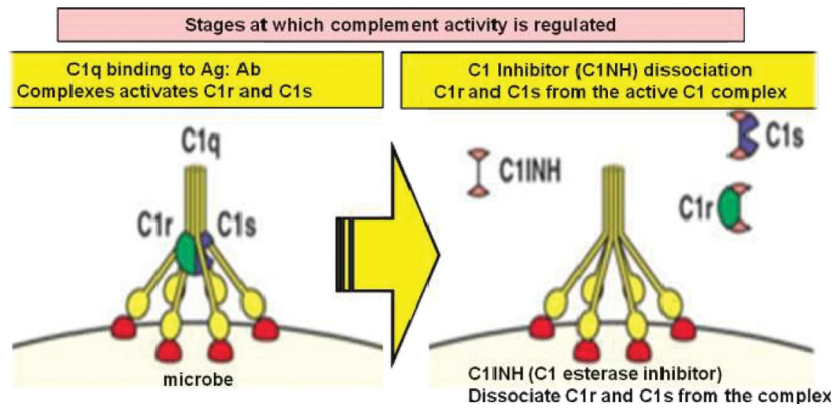 Stages at which complement activity is regulated
C1q binding to Ag: Ab
Complexes activates C1r and C1s
C1 Inhibitor (C1NH) dissociation
C1r and C1s from the active C1 complex
C1q
C1r
C1s
microbe
C1INH
C1s
C1r
C1INH (C1 esterase inhibitor)
Dissociate C1r and C1s from the complex